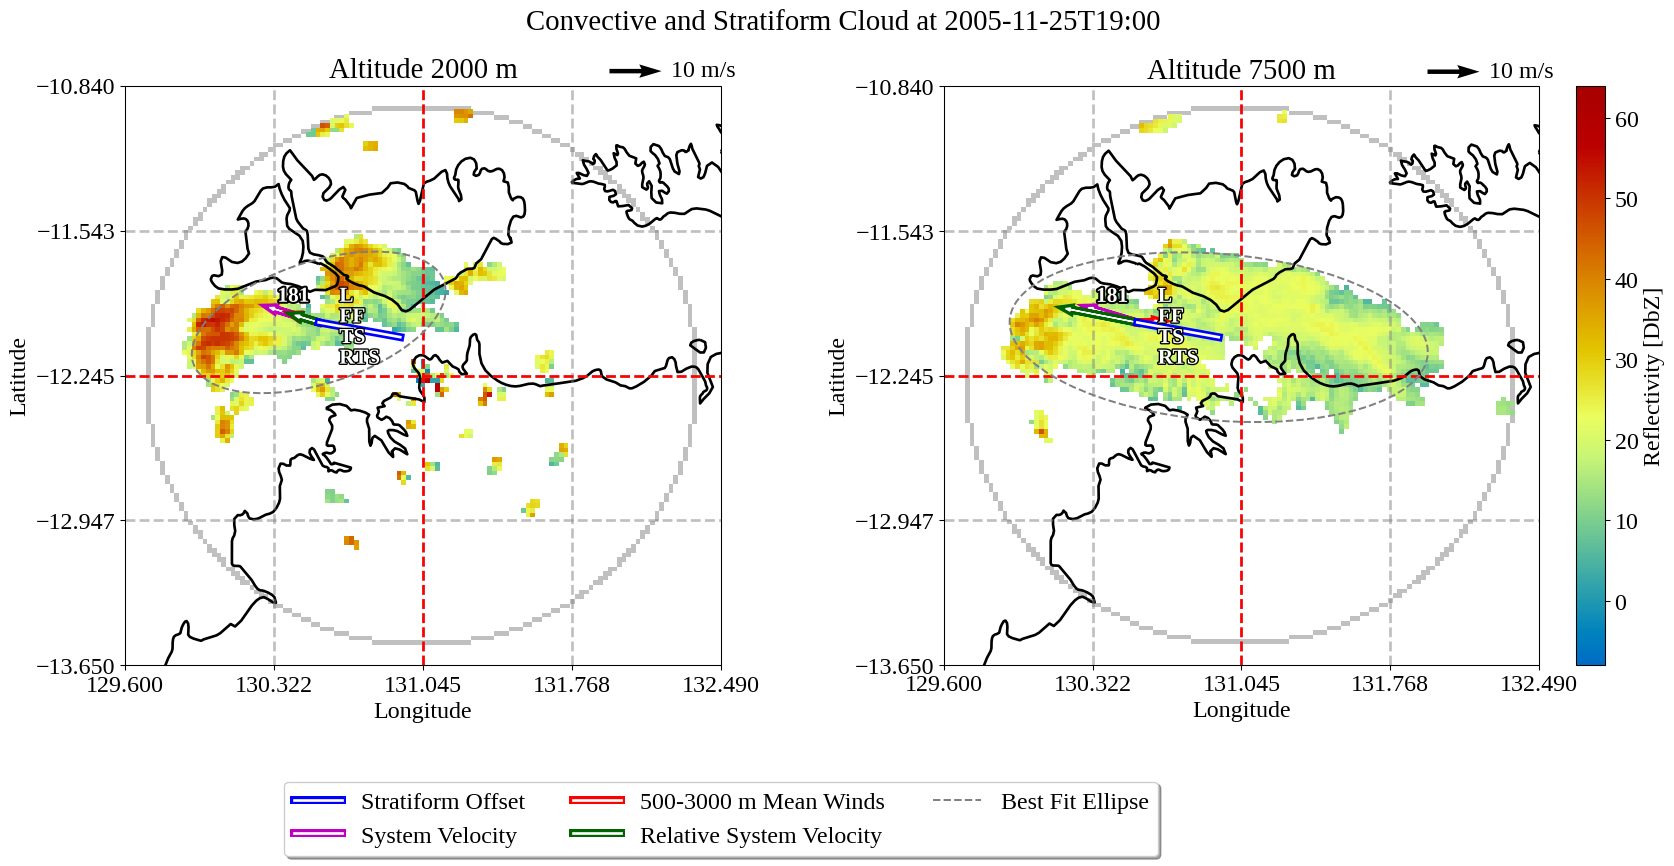 Convective and Stratiform Cloud at 2005-11-25T19:00
Altitude 2000 m
10 m/s
Altitude 7500 m
10 m/s
−10.840
−11.543
−12.245
−12.947
−13.650
129.600
130.322
131.045
131.768
132.490
Latitude
Longitude
181
L
FF
TS
RTS
−10.840
−11.543
−12.245
−12.947
−13.650
129.600
130.322
131.045
131.768
132.490
Latitude
Longitude
181
L
FF
TS
RTS
60
50
40
30
20
10
0
Reflectivity [DbZ]
Stratiform Offset
System Velocity
500-3000 m Mean Winds
Relative System Velocity
Best Fit Ellipse